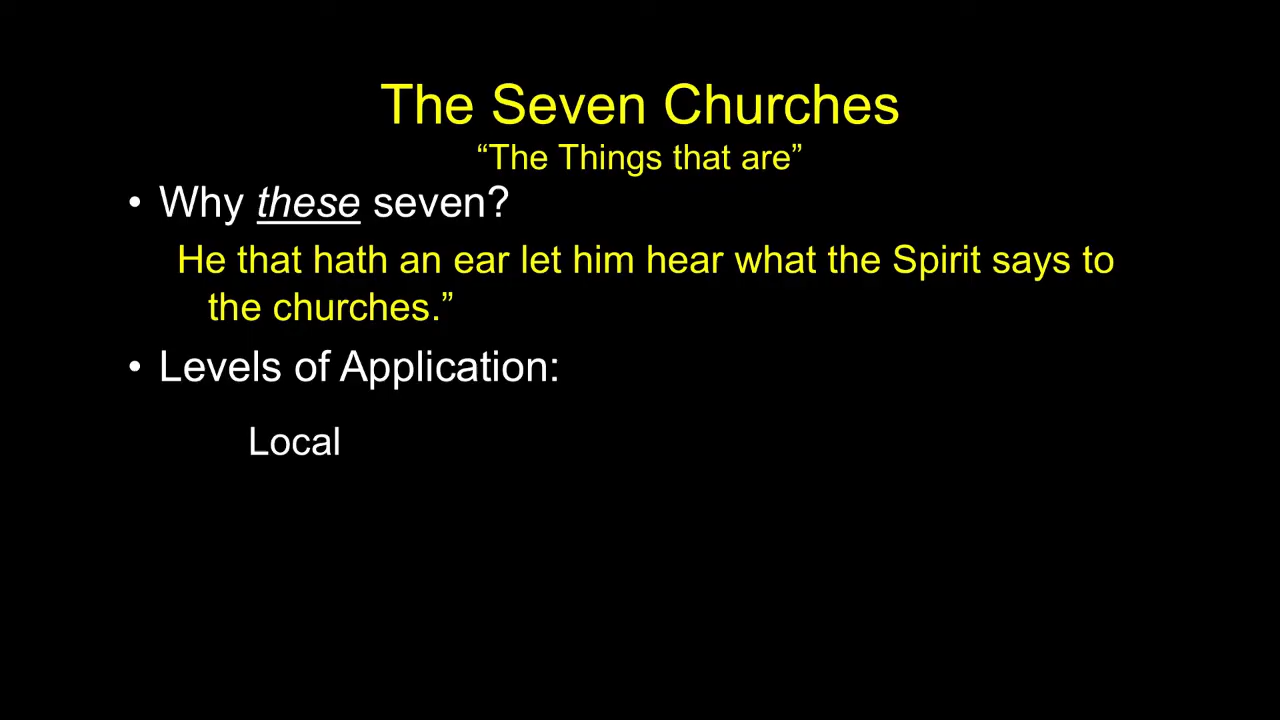 The Seven Churches
“The Things that are”
• Why these seven?
He that hath an ear let him hear what the Spirit says to
the churches.”
• Levels of Application:
Local